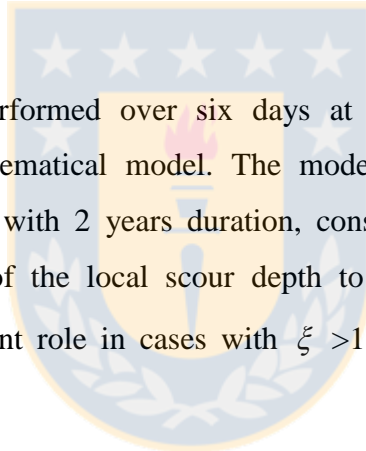 erformed over six days at
ematical model. The mode
with 2 years duration, cons
of the local scour depth to
nt role in cases with ξ >1